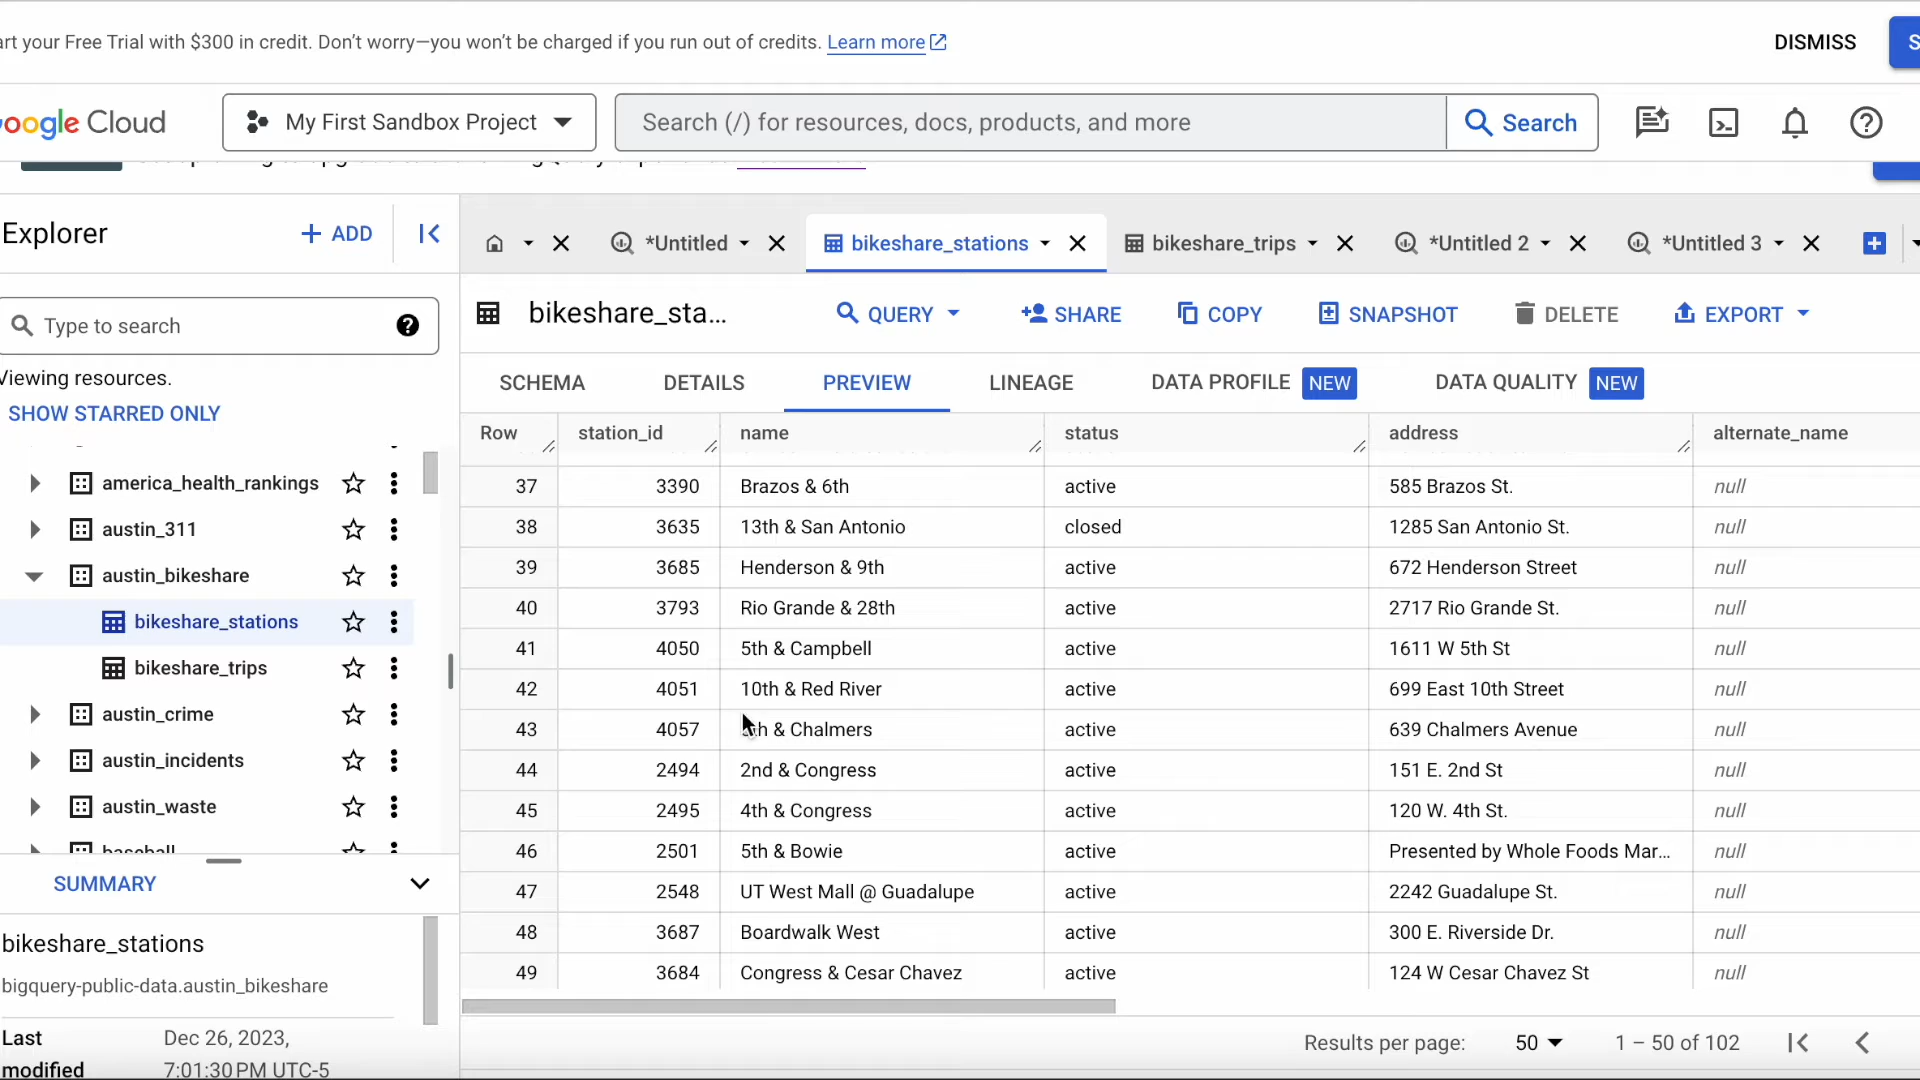 art your Free Trial with $300 in credit. Don't worry—you won't be charged if you run out of credits. Learn more
DISMISS
S
oogle Cloud
My First Sandbox Project
Search (/) for resources, docs, products, and more
Search
Explorer
+ ADD
*Untitled
bikeshare_stations
bikeshare_trips
*Untitled 2
*Untitled 3
Type to search
bikeshare_sta...
QUERY
SHARE
COPY
SNAPSHOT
DELETE
EXPORT
Viewing resources.
SHOW STARRED ONLY
SCHEMA
DETAILS
PREVIEW
LINEAGE
DATA PROFILE NEW
DATA QUALITY NEW
america_health_rankings
austin_311
austin_bikeshare
bikeshare_stations
bikeshare_trips
austin_crime
austin_incidents
austin_waste
baseball
Row station_id name status address alternate_name
37 3390 Brazos & 6th active 585 Brazos St. null
38 3635 13th & San Antonio closed 1285 San Antonio St. null
39 3685 Henderson & 9th active 672 Henderson Street null
40 3793 Rio Grande & 28th active 2717 Rio Grande St. null
41 4050 5th & Campbell active 1611 W 5th St null
42 4051 10th & Red River active 699 East 10th Street null
43 4057 th & Chalmers active 639 Chalmers Avenue null
44 2494 2nd & Congress active 151 E. 2nd St null
45 2495 4th & Congress active 120 W. 4th St. null
46 2501 5th & Bowie active Presented by Whole Foods Mar... null
47 2548 UT West Mall @ Guadalupe active 2242 Guadalupe St. null
48 3687 Boardwalk West active 300 E. Riverside Dr. null
49 3684 Congress & Cesar Chavez active 124 W Cesar Chavez St null
SUMMARY
bikeshare_stations
bigquery-public-data.austin_bikeshare
Last modified
Dec 26, 2023, 7:01:30 PM UTC-5
Results per page: 50 1 – 50 of 102